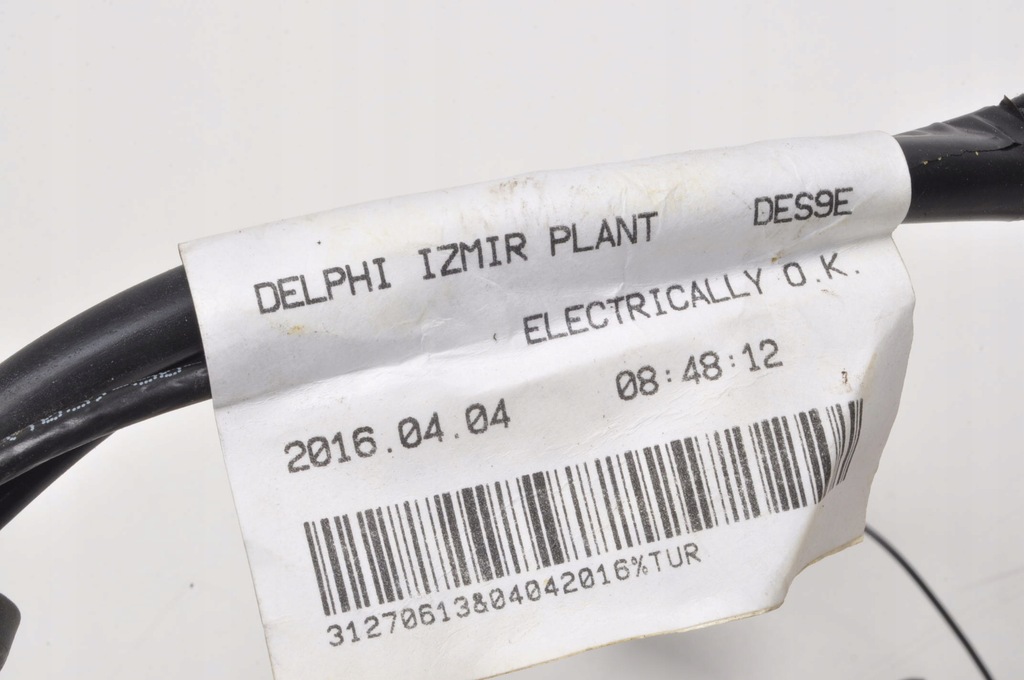 DELPHI IZMIR PLANT DES9E
ELECTRICALLY O.K.
2016.04.04 08:48:12
31270613&04042016%TUR